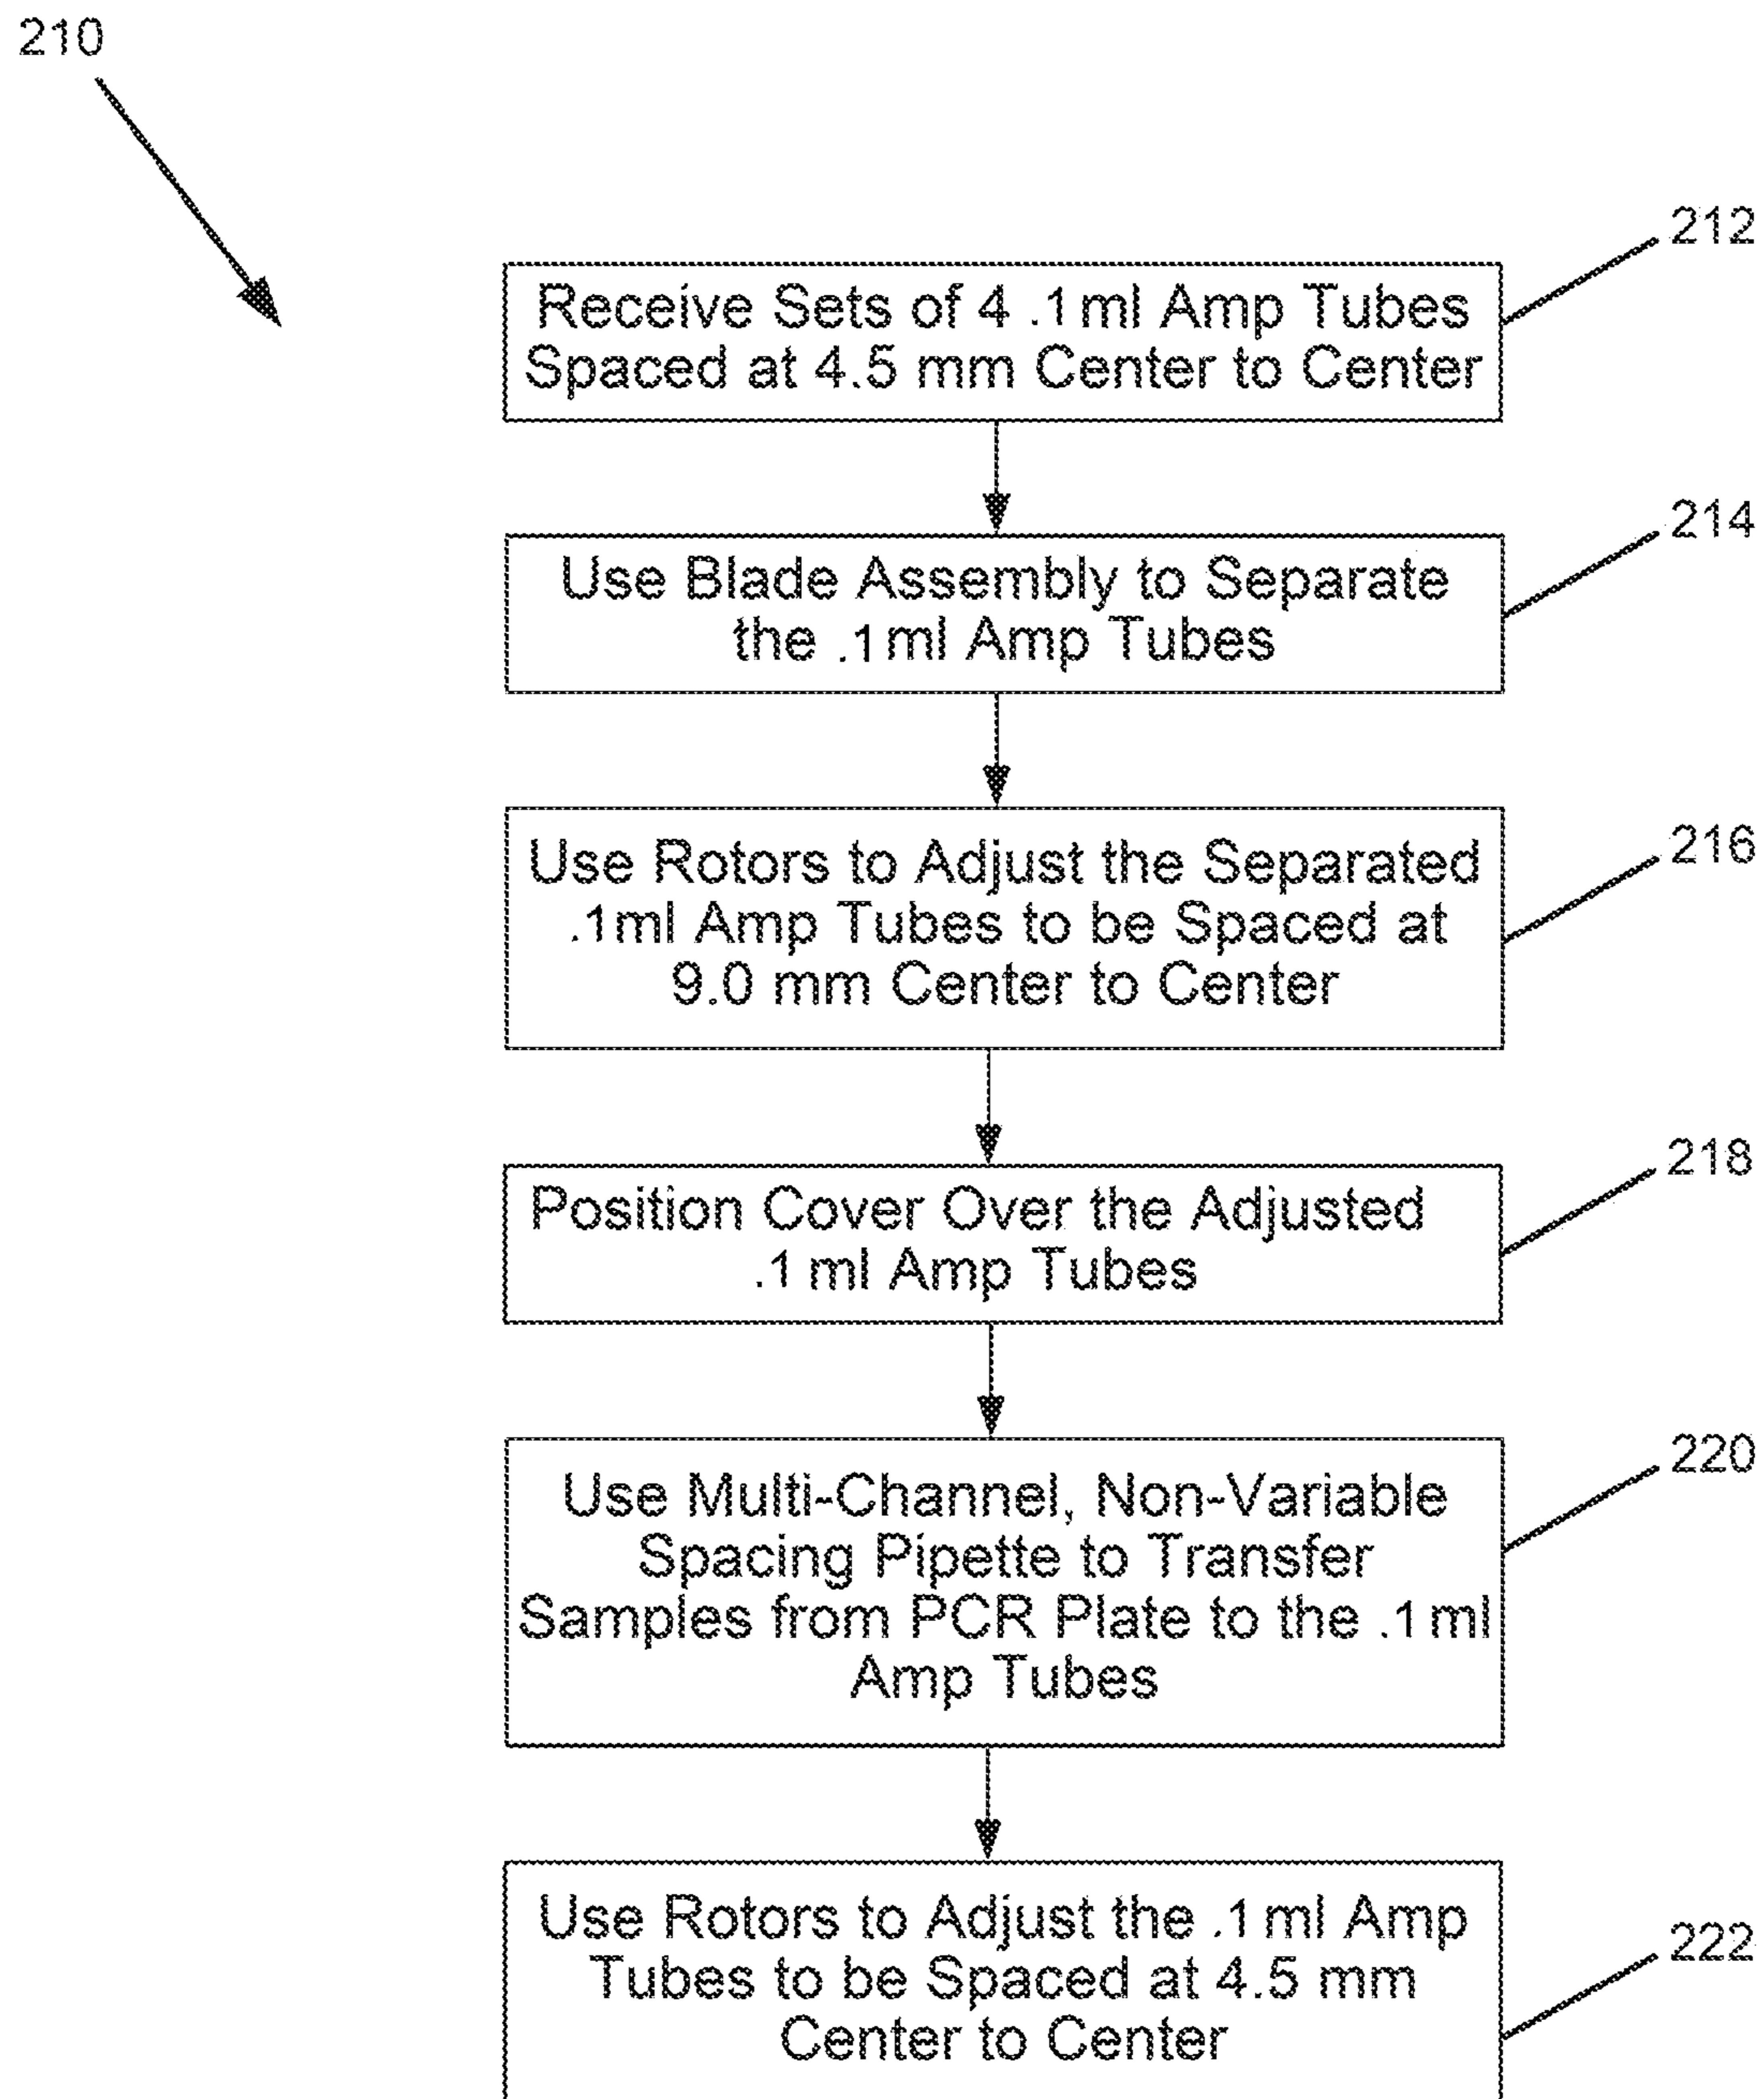 210
212
Receive Sets of 4 .1ml Amp Tubes
Spaced at 4.5 mm Center to Center
214
Use Blade Assembly to Separate
the .1ml Amp Tubes
216
Use Rotors to Adjust the Separated
.1ml Amp Tubes to be Spaced at
9.0 mm Center to Center
218
Position Cover Over the Adjusted
.1 ml Amp Tubes
220
Use Multi-Channel, Non-Variable
Spacing Pipette to Transfer
Samples from PCR Plate to the .1 ml
Amp Tubes
222
Use Rotors to Adjust the .1ml Amp
Tubes to be Spaced at 4.5 mm
Center to Center